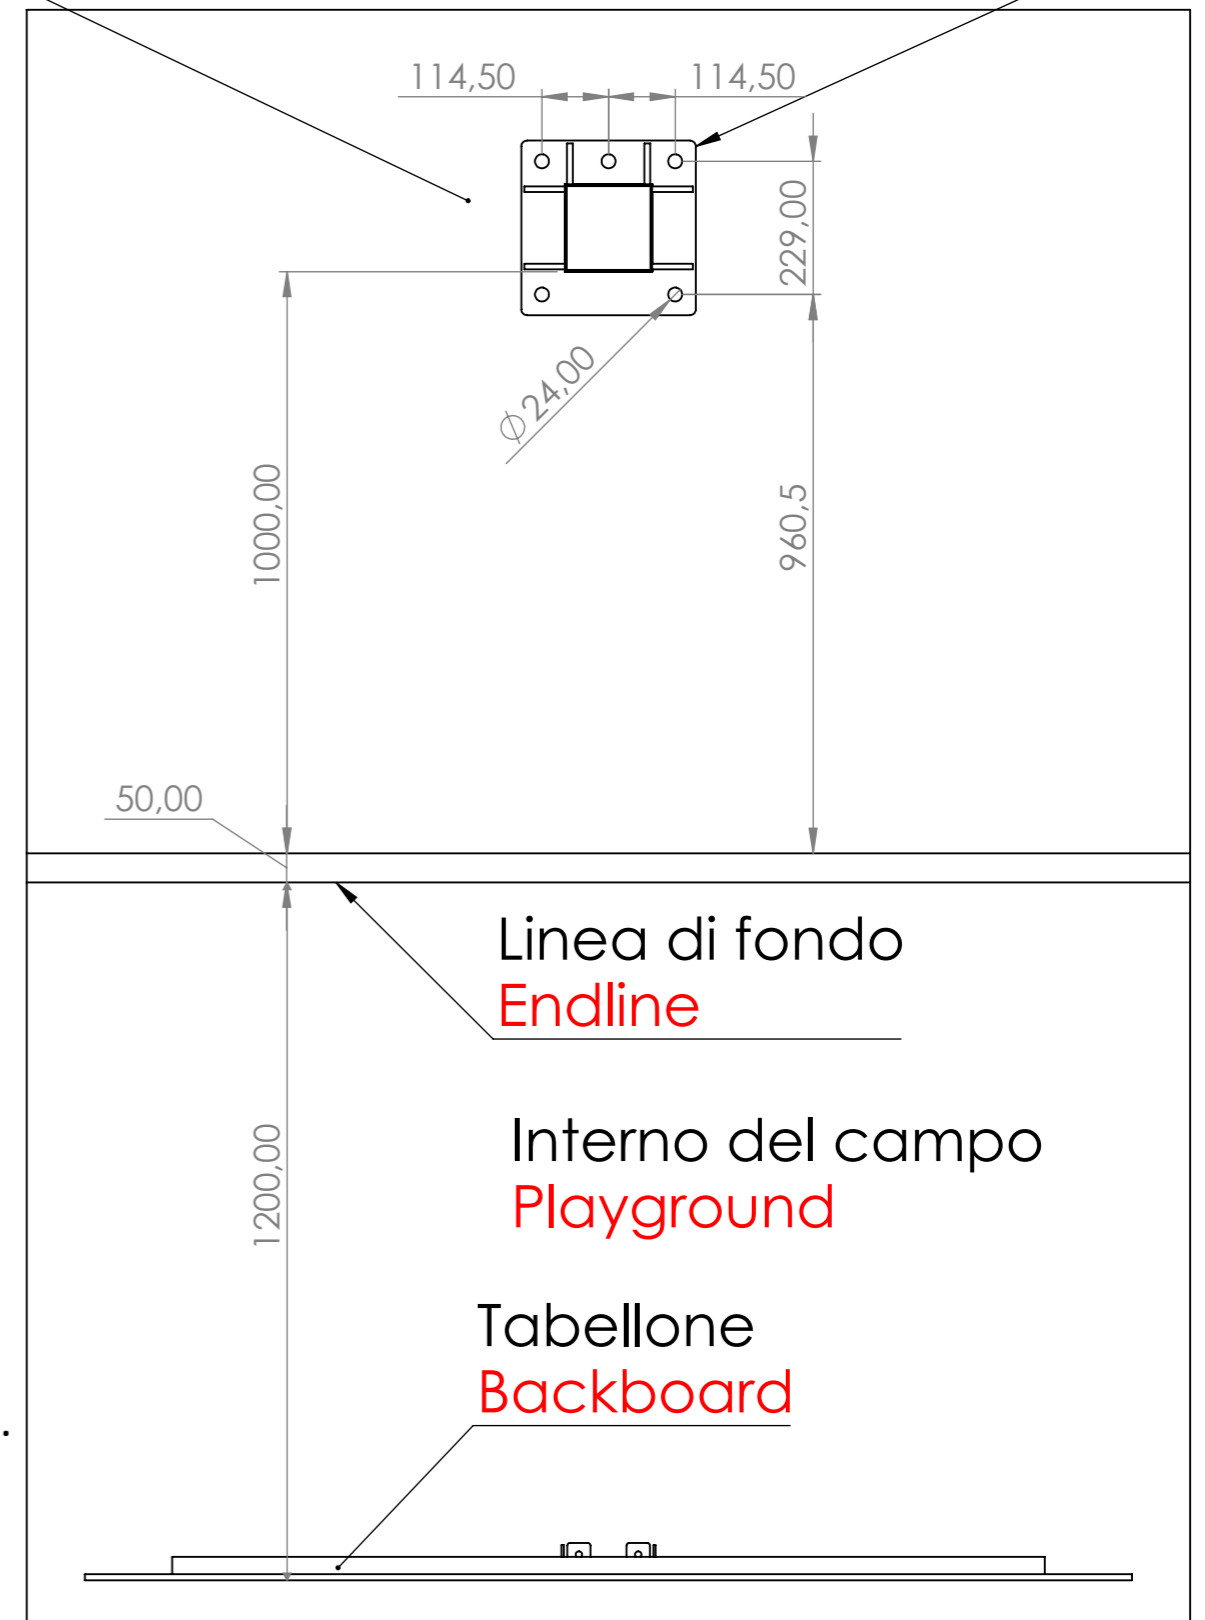 114,50 114,50
229,00
Ø24,00
1000,00
960,5
50,00
Linea di fondo
Endline
Interno del campo
Playground
1200,00
Tabellone
Backboard